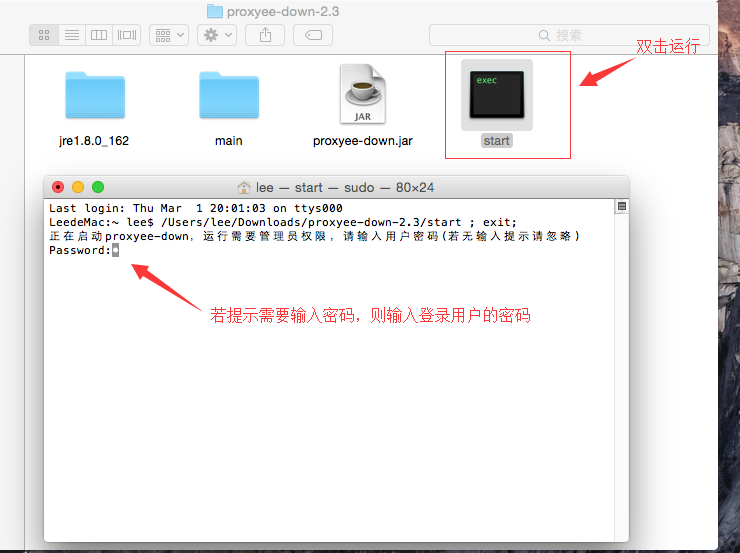 proxyee-down-2.3
搜索
双击运行
exec
JAR
jre1.8.0_162
main
proxyee-down.jar
start
lee — start — sudo — 80×24
Last login: Thu Mar  1 20:01:03 on ttys000
LeedeMac:~ lee$ /Users/lee/Downloads/proxyee-down-2.3/start ; exit;
正在启动proxyee-down，运行需要管理员权限，请输入用户密码(若无输入提示请忽略)
Password:
若提示需要输入密码，则输入登录用户的密码